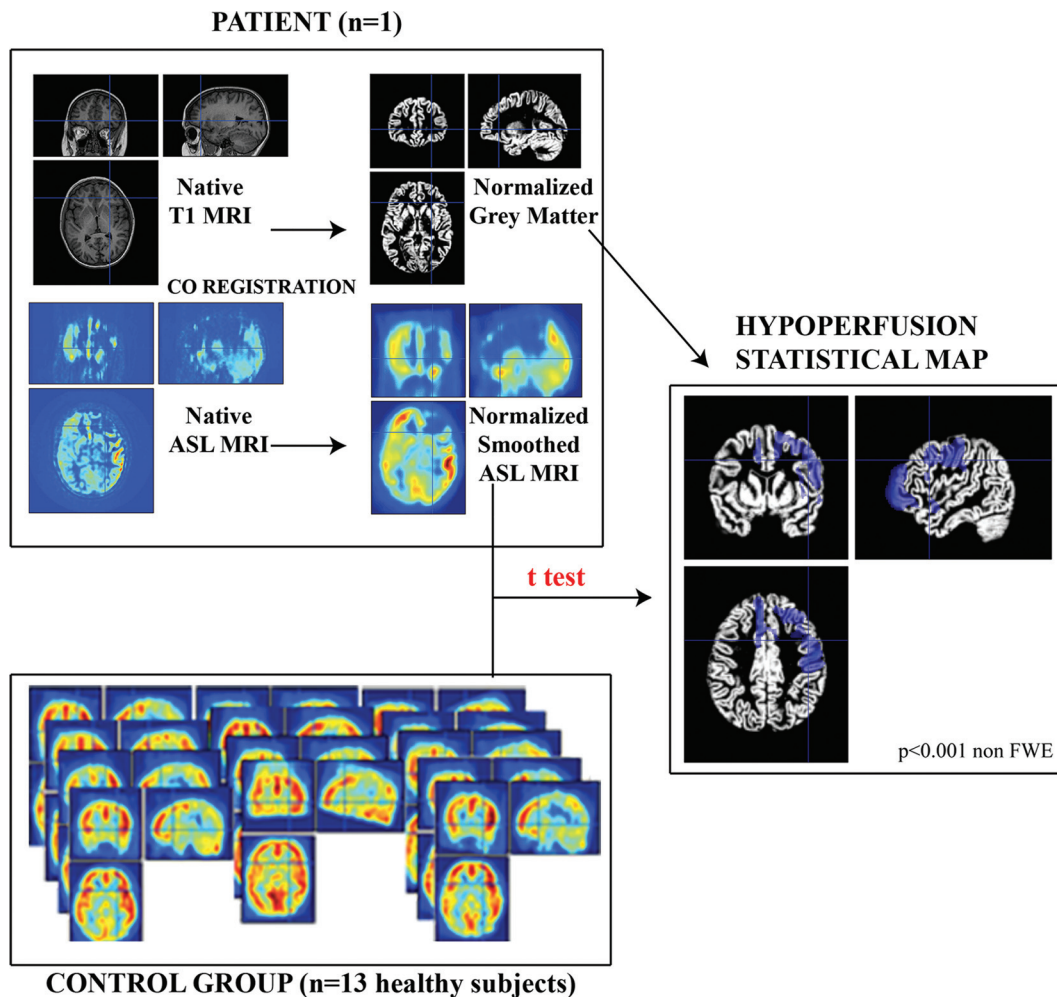 PATIENT (n=1)
Native
T1 MRI
Normalized
Grey Matter
CO REGISTRATION
Native
ASL MRI
Normalized
Smoothed
ASL MRI
HYPOPERFUSION
STATISTICAL MAP
t test
p<0.001 non FWE
CONTROL GROUP (n=13 healthy subjects)